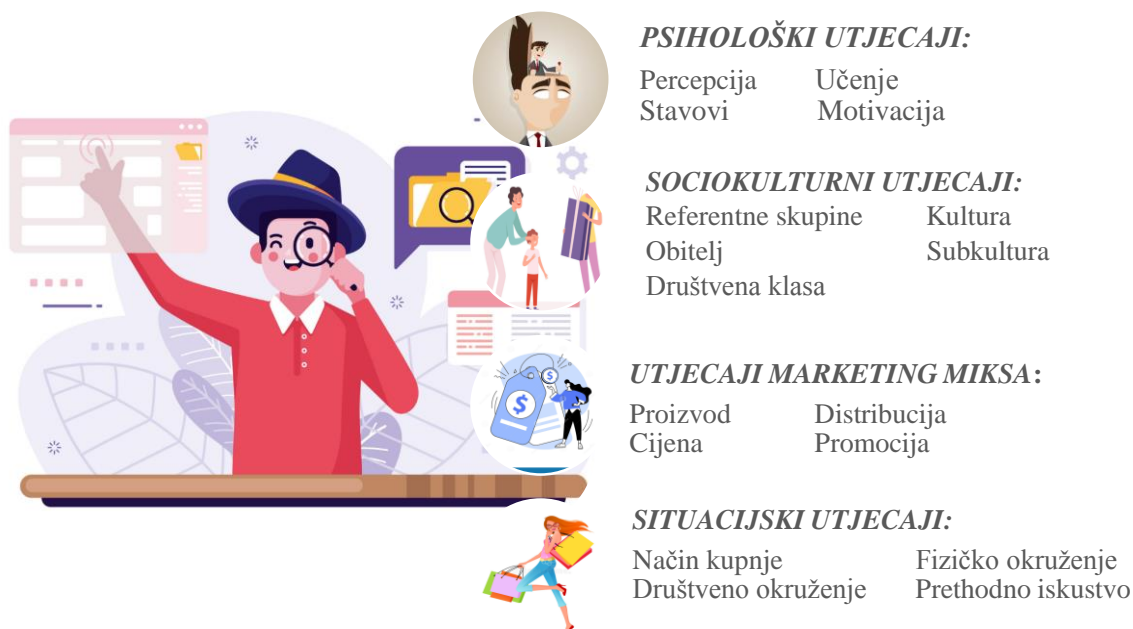 PSIHOLOŠKI UTJECAJI:
Percepcija Učenje
Stavovi Motivacija
SOCIOKULTURNI UTJECAJI:
Referentne skupine Kultura
Obitelj Subkultura
Društvena klasa
UTJECAJI MARKETING MIKSA:
Proizvod Distribucija
Cijena Promocija
SITUACIJSKI UTJECAJI:
Način kupnje Fizičko okruženje
Društveno okruženje Prethodno iskustvo